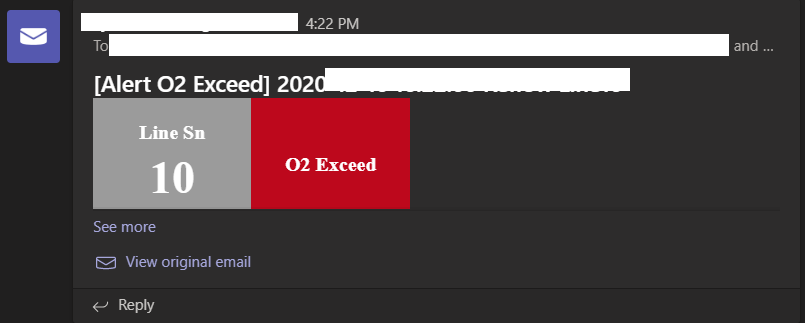 4:22 PM
To and ...
[Alert O2 Exceed] 2020
Line Sn
10
O2 Exceed
See more
View original email
Reply